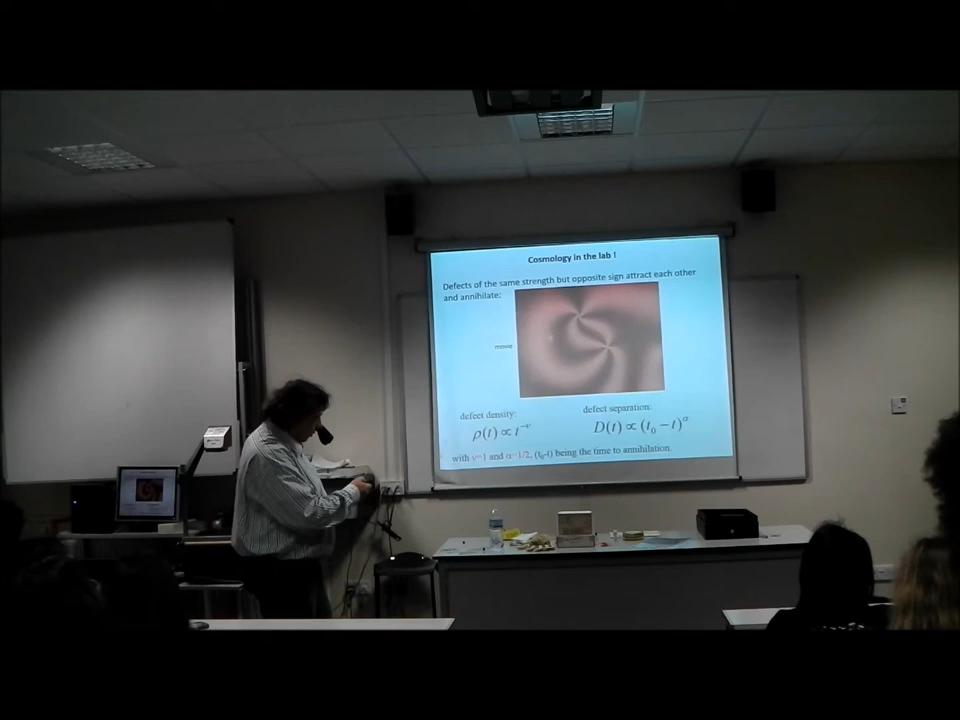 Cosmology in the lab !
Defects of the same strength but opposite sign attract each other
and annihilate:
movie
defect density:
defect separation:
ρ(t) ∝ t⁻ᵛ
D(t) ∝ (t₀ − t)ᵅ
with ν=1 and α=1/2, (t₀-t) being the time to annihilation.